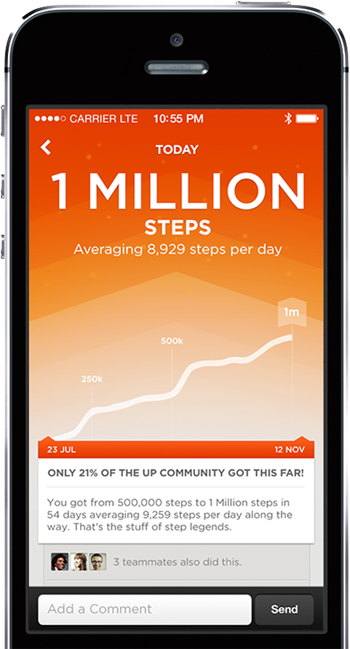 CARRIER LTE 10:55 PM
TODAY
1 MILLION
STEPS
Averaging 8,929 steps per day
1m
500k
250k
23 JUL 12 NOV
ONLY 21% OF THE UP COMMUNITY GOT THIS FAR!
You got from 500,000 steps to 1 Million steps in
54 days averaging 9,259 steps per day along the
way. That's the stuff of step legends.
3 teammates also did this.
Add a Comment Send